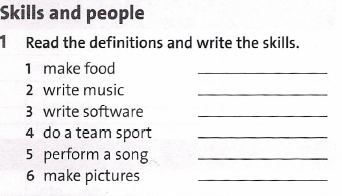 Skills and people
1 Read the definitions and write the skills.
1 make food
2 write music
3 write software
4 do a team sport
5 perform a song
6 make pictures